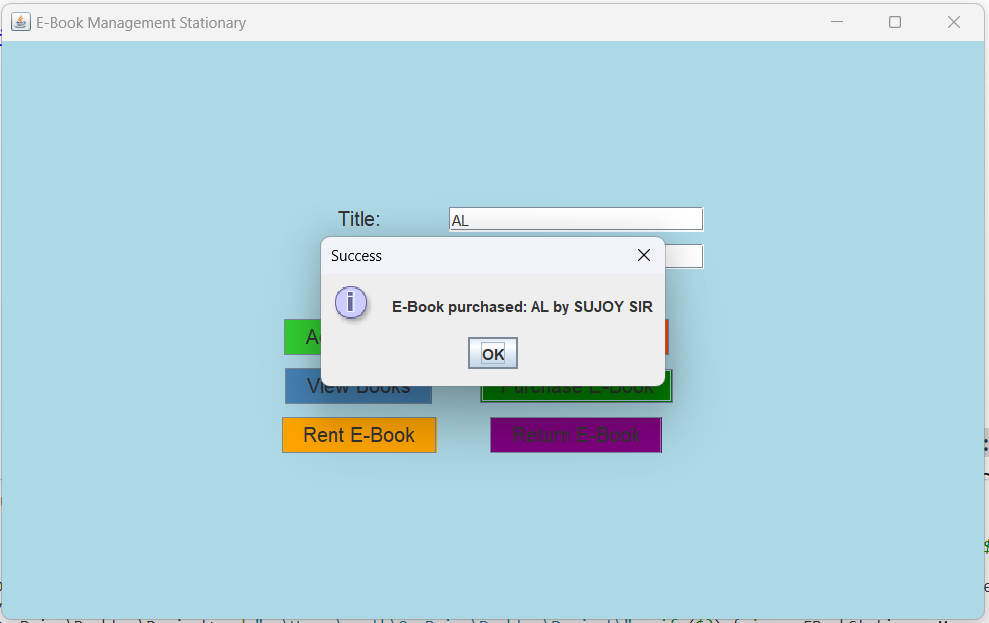 E-Book Management Stationary
Title:
AL
Success
E-Book purchased: AL by SUJOY SIR
OK
View Books
Purchase E-Book
Rent E-Book
Return E-Book